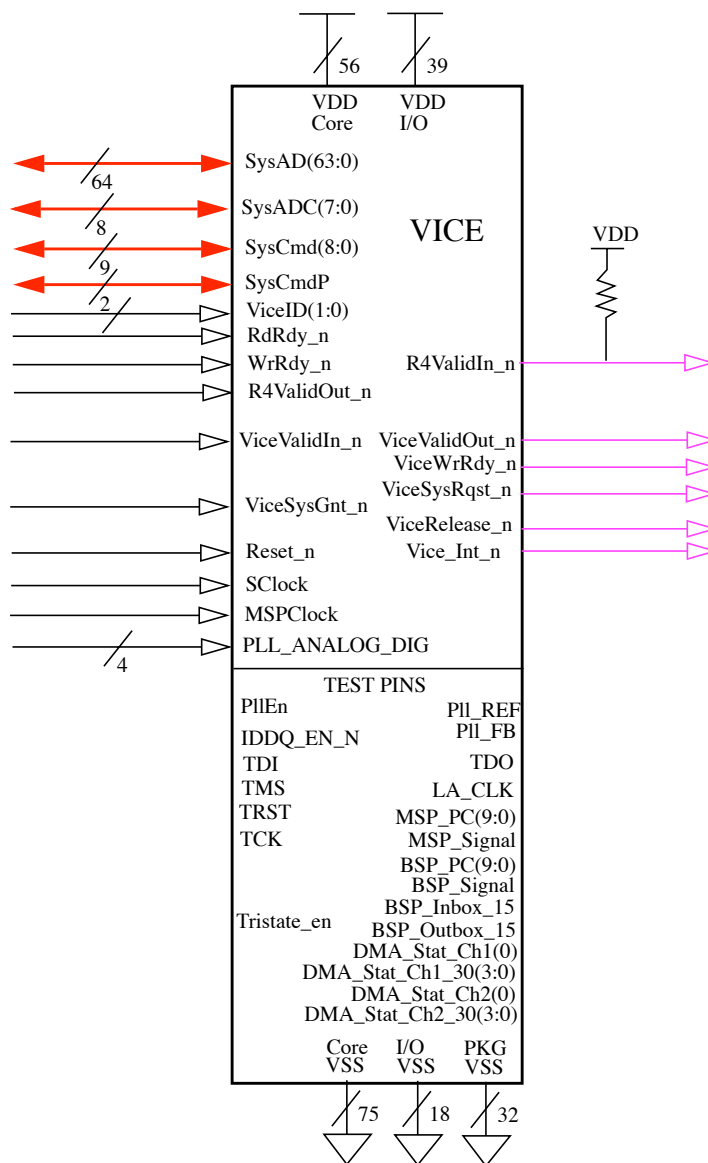 56
39
VDD
Core
VDD
I/O
SysAD(63:0)
64
SysADC(7:0)
8
VICE
VDD
SysCmd(8:0)
9
SysCmdP
2
ViceID(1:0)
RdRdy_n
WrRdy_n
R4ValidIn_n
R4ValidOut_n
ViceValidIn_n
ViceValidOut_n
ViceWrRdy_n
ViceSysRqst_n
ViceSysGnt_n
ViceRelease_n
Reset_n
Vice_Int_n
SClock
MSPClock
PLL_ANALOG_DIG
4
TEST PINS
PllEn
Pll_REF
Pll_FB
IDDQ_EN_N
TDI
TDO
TMS
LA_CLK
TRST
MSP_PC(9:0)
TCK
MSP_Signal
BSP_PC(9:0)
BSP_Signal
BSP_Inbox_15
Tristate_en
BSP_Outbox_15
DMA_Stat_Ch1(0)
DMA_Stat_Ch1_30(3:0)
DMA_Stat_Ch2(0)
DMA_Stat_Ch2_30(3:0)
Core
VSS
I/O
VSS
PKG
VSS
75
18
32